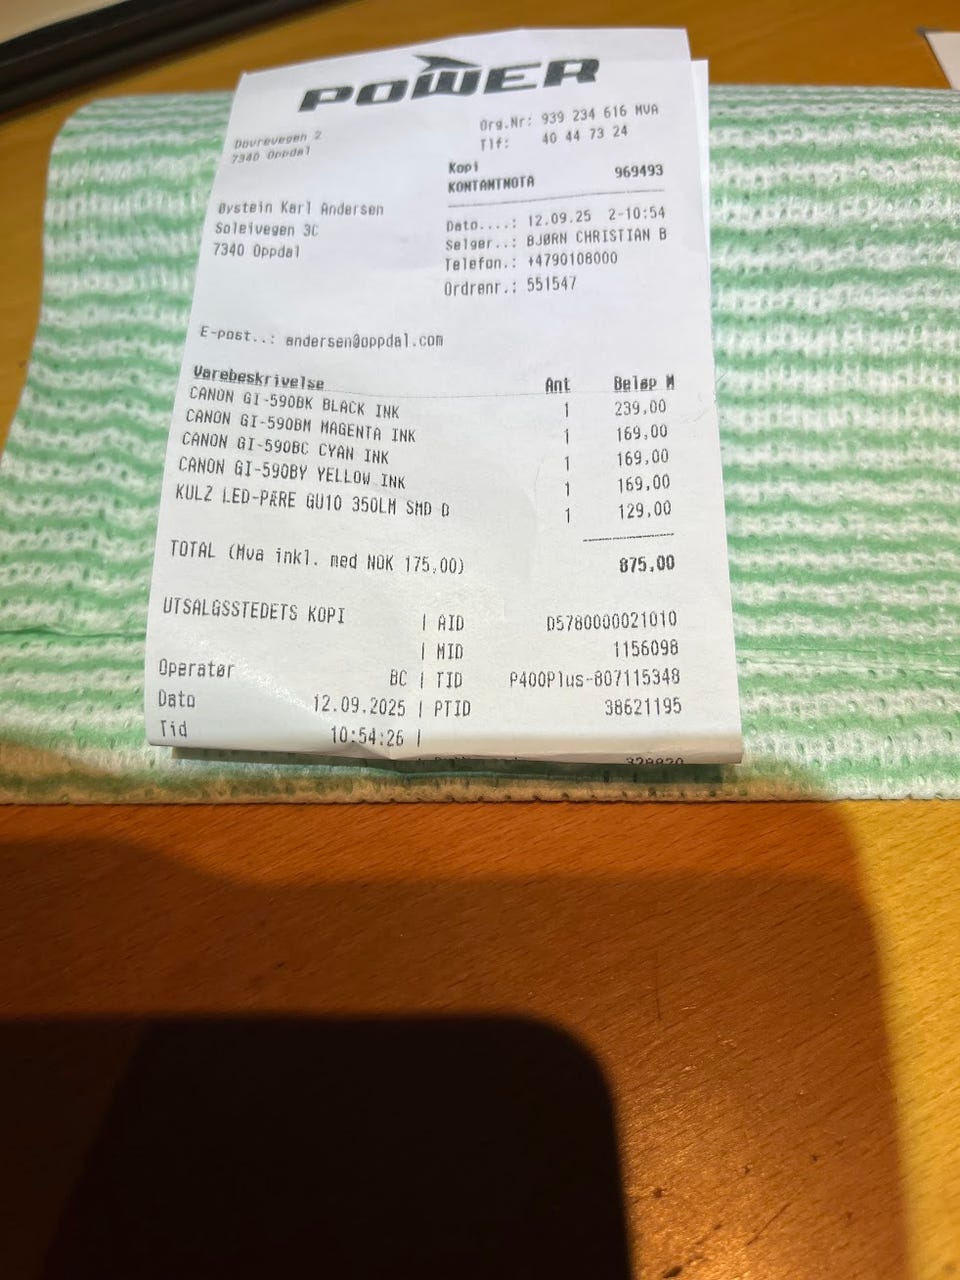 POWER
Dovrevegen 2
7340 Oppdal
Org.Nr: 939 234 616 MVA
Tlf: 40 44 73 24
Kopi
KONTANTNOTA 969493
Øystein Karl Andersen
Soleivegen 3C
7340 Oppdal
Dato....: 12.09.25 2-10:54
Selger..: BJØRN CHRISTIAN B
Telefon.: +4790108000
Ordrenr.: 551547
E-post..: andersen@oppdal.com
Varebeskrivelse Ant Beløp M
CANON GI-590BK BLACK INK 1 239,00
CANON GI-590BM MAGENTA INK 1 169,00
CANON GI-590BC CYAN INK 1 169,00
CANON GI-590BY YELLOW INK 1 169,00
KULZ LED-PÆRE GU10 350LM SMD D 1 129,00
TOTAL (Mva inkl. med NOK 175,00) 875,00
UTSALGSSTEDETS KOPI | AID D5780000021010
| MID 1156098
Operatør BC | TID P400Plus-807115348
Dato 12.09.2025 | PTID 38621195
Tid 10:54:26 |